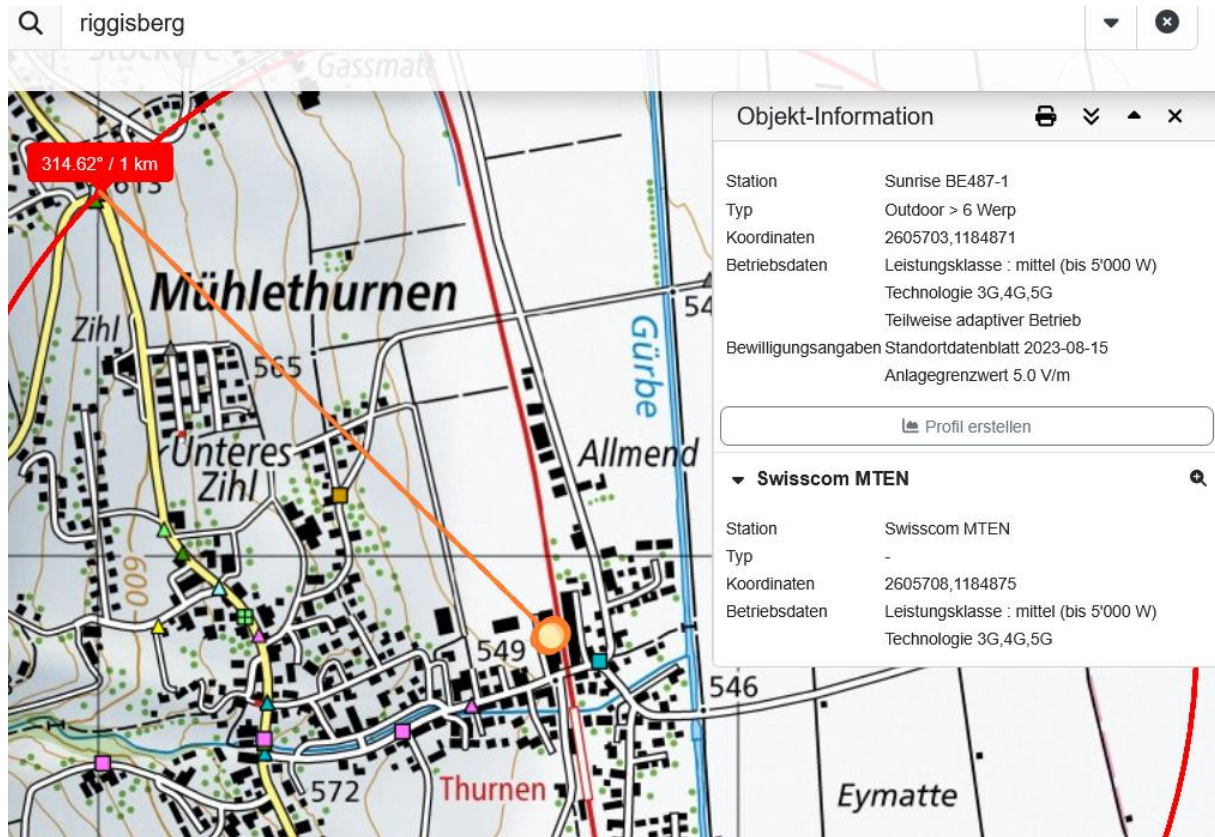 riggisberg
Gassmatt
314.62° / 1 km
613
Mühlethurnen
Zihl
565
54
Gürbe
Unteres
Zihl
Allmend
600
549
546
572
Thurnen
Eymatte
Objekt-Information
Station Sunrise BE487-1
Typ Outdoor > 6 Werp
Koordinaten 2605703,1184871
Betriebsdaten Leistungsklasse : mittel (bis 5'000 W)
Technologie 3G,4G,5G
Teilweise adaptiver Betrieb
Bewilligungsangaben Standortdatenblatt 2023-08-15
Anlagegrenzwert 5.0 V/m
Profil erstellen
Swisscom MTEN
Station Swisscom MTEN
Typ -
Koordinaten 2605708,1184875
Betriebsdaten Leistungsklasse : mittel (bis 5'000 W)
Technologie 3G,4G,5G